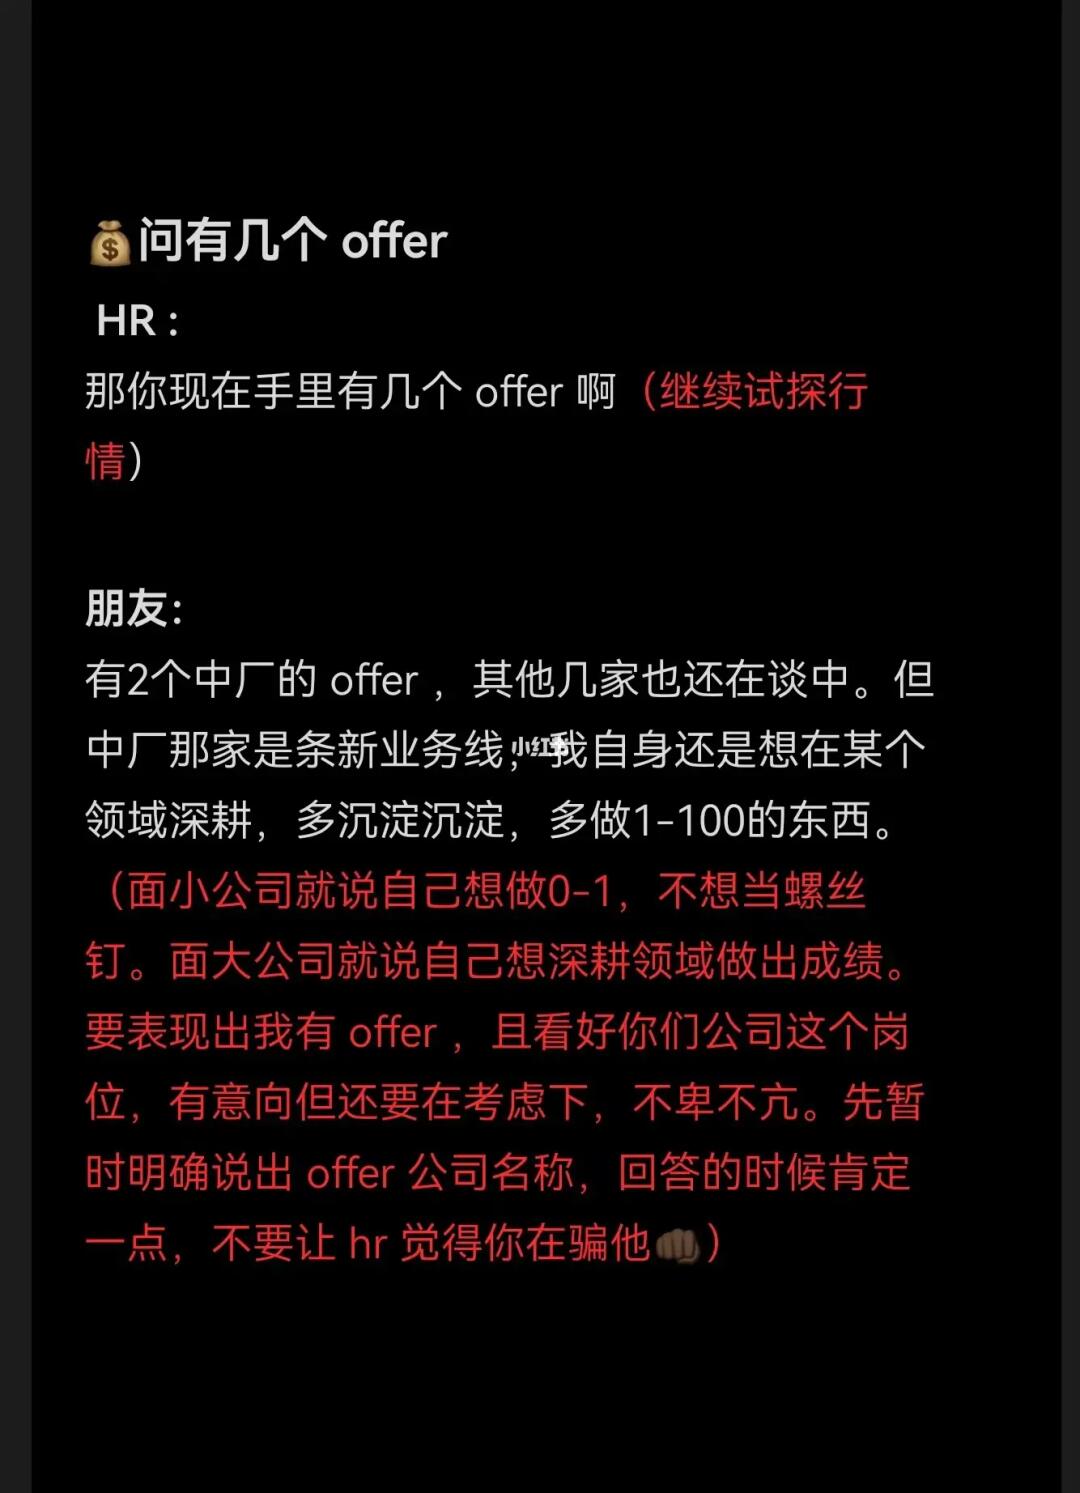 💰问有几个 offer
HR：
那你现在手里有几个 offer 啊（继续试探行
情）
朋友：
有2个中厂的 offer ，其他几家也还在谈中。但
中厂那家是条新业务线，我自身还是想在某个
小红书
领域深耕，多沉淀沉淀，多做1-100的东西。
（面小公司就说自己想做0-1，不想当螺丝
钉。面大公司就说自己想深耕领域做出成绩。
要表现出我有 offer ，且看好你们公司这个岗
位，有意向但还要在考虑下，不卑不亢。先暂
时明确说出 offer 公司名称，回答的时候肯定
一点，不要让 hr 觉得你在骗他👊🏿）